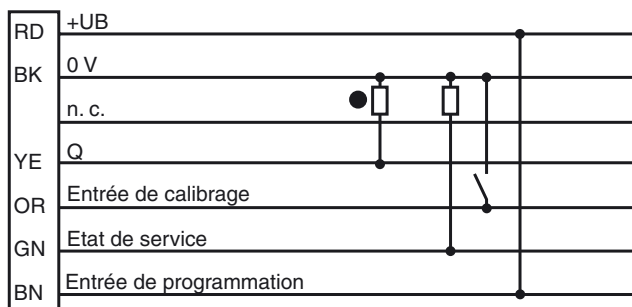 RD +UB
BK 0 V
n. c.
YE Q
OR Entrée de calibrage
GN Etat de service
BN Entrée de programmation